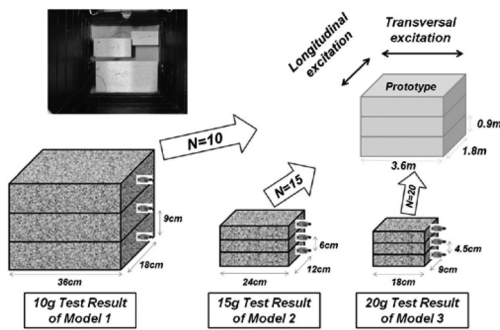 Longitudinal
excitation
Transversal
excitation
Prototype
0.9m
1.8m
3.6m
N=10
N=15
N=20
9cm
18cm
36cm
6cm
12cm
24cm
4.5cm
9cm
18cm
10g Test Result
of Model 1
15g Test Result
of Model 2
20g Test Result
of Model 3